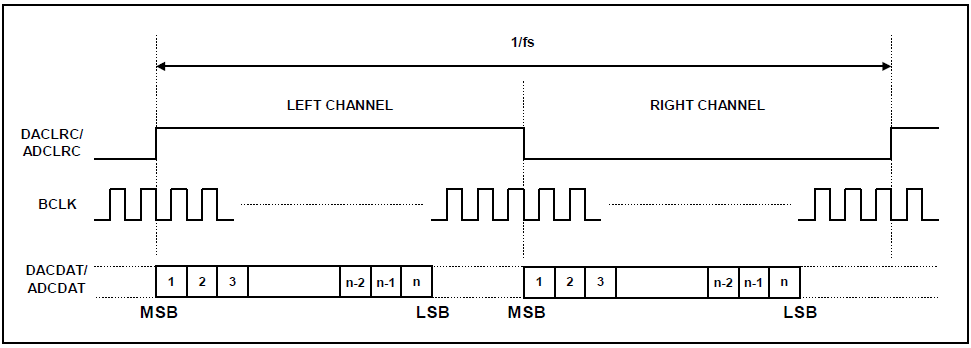 1/fs
LEFT CHANNEL RIGHT CHANNEL
DACLRC/
ADCLRC
BCLK
DACDAT/
ADCDAT
1 2 3 n-2 n-1 n 1 2 3 n-2 n-1 n
MSB LSB MSB LSB